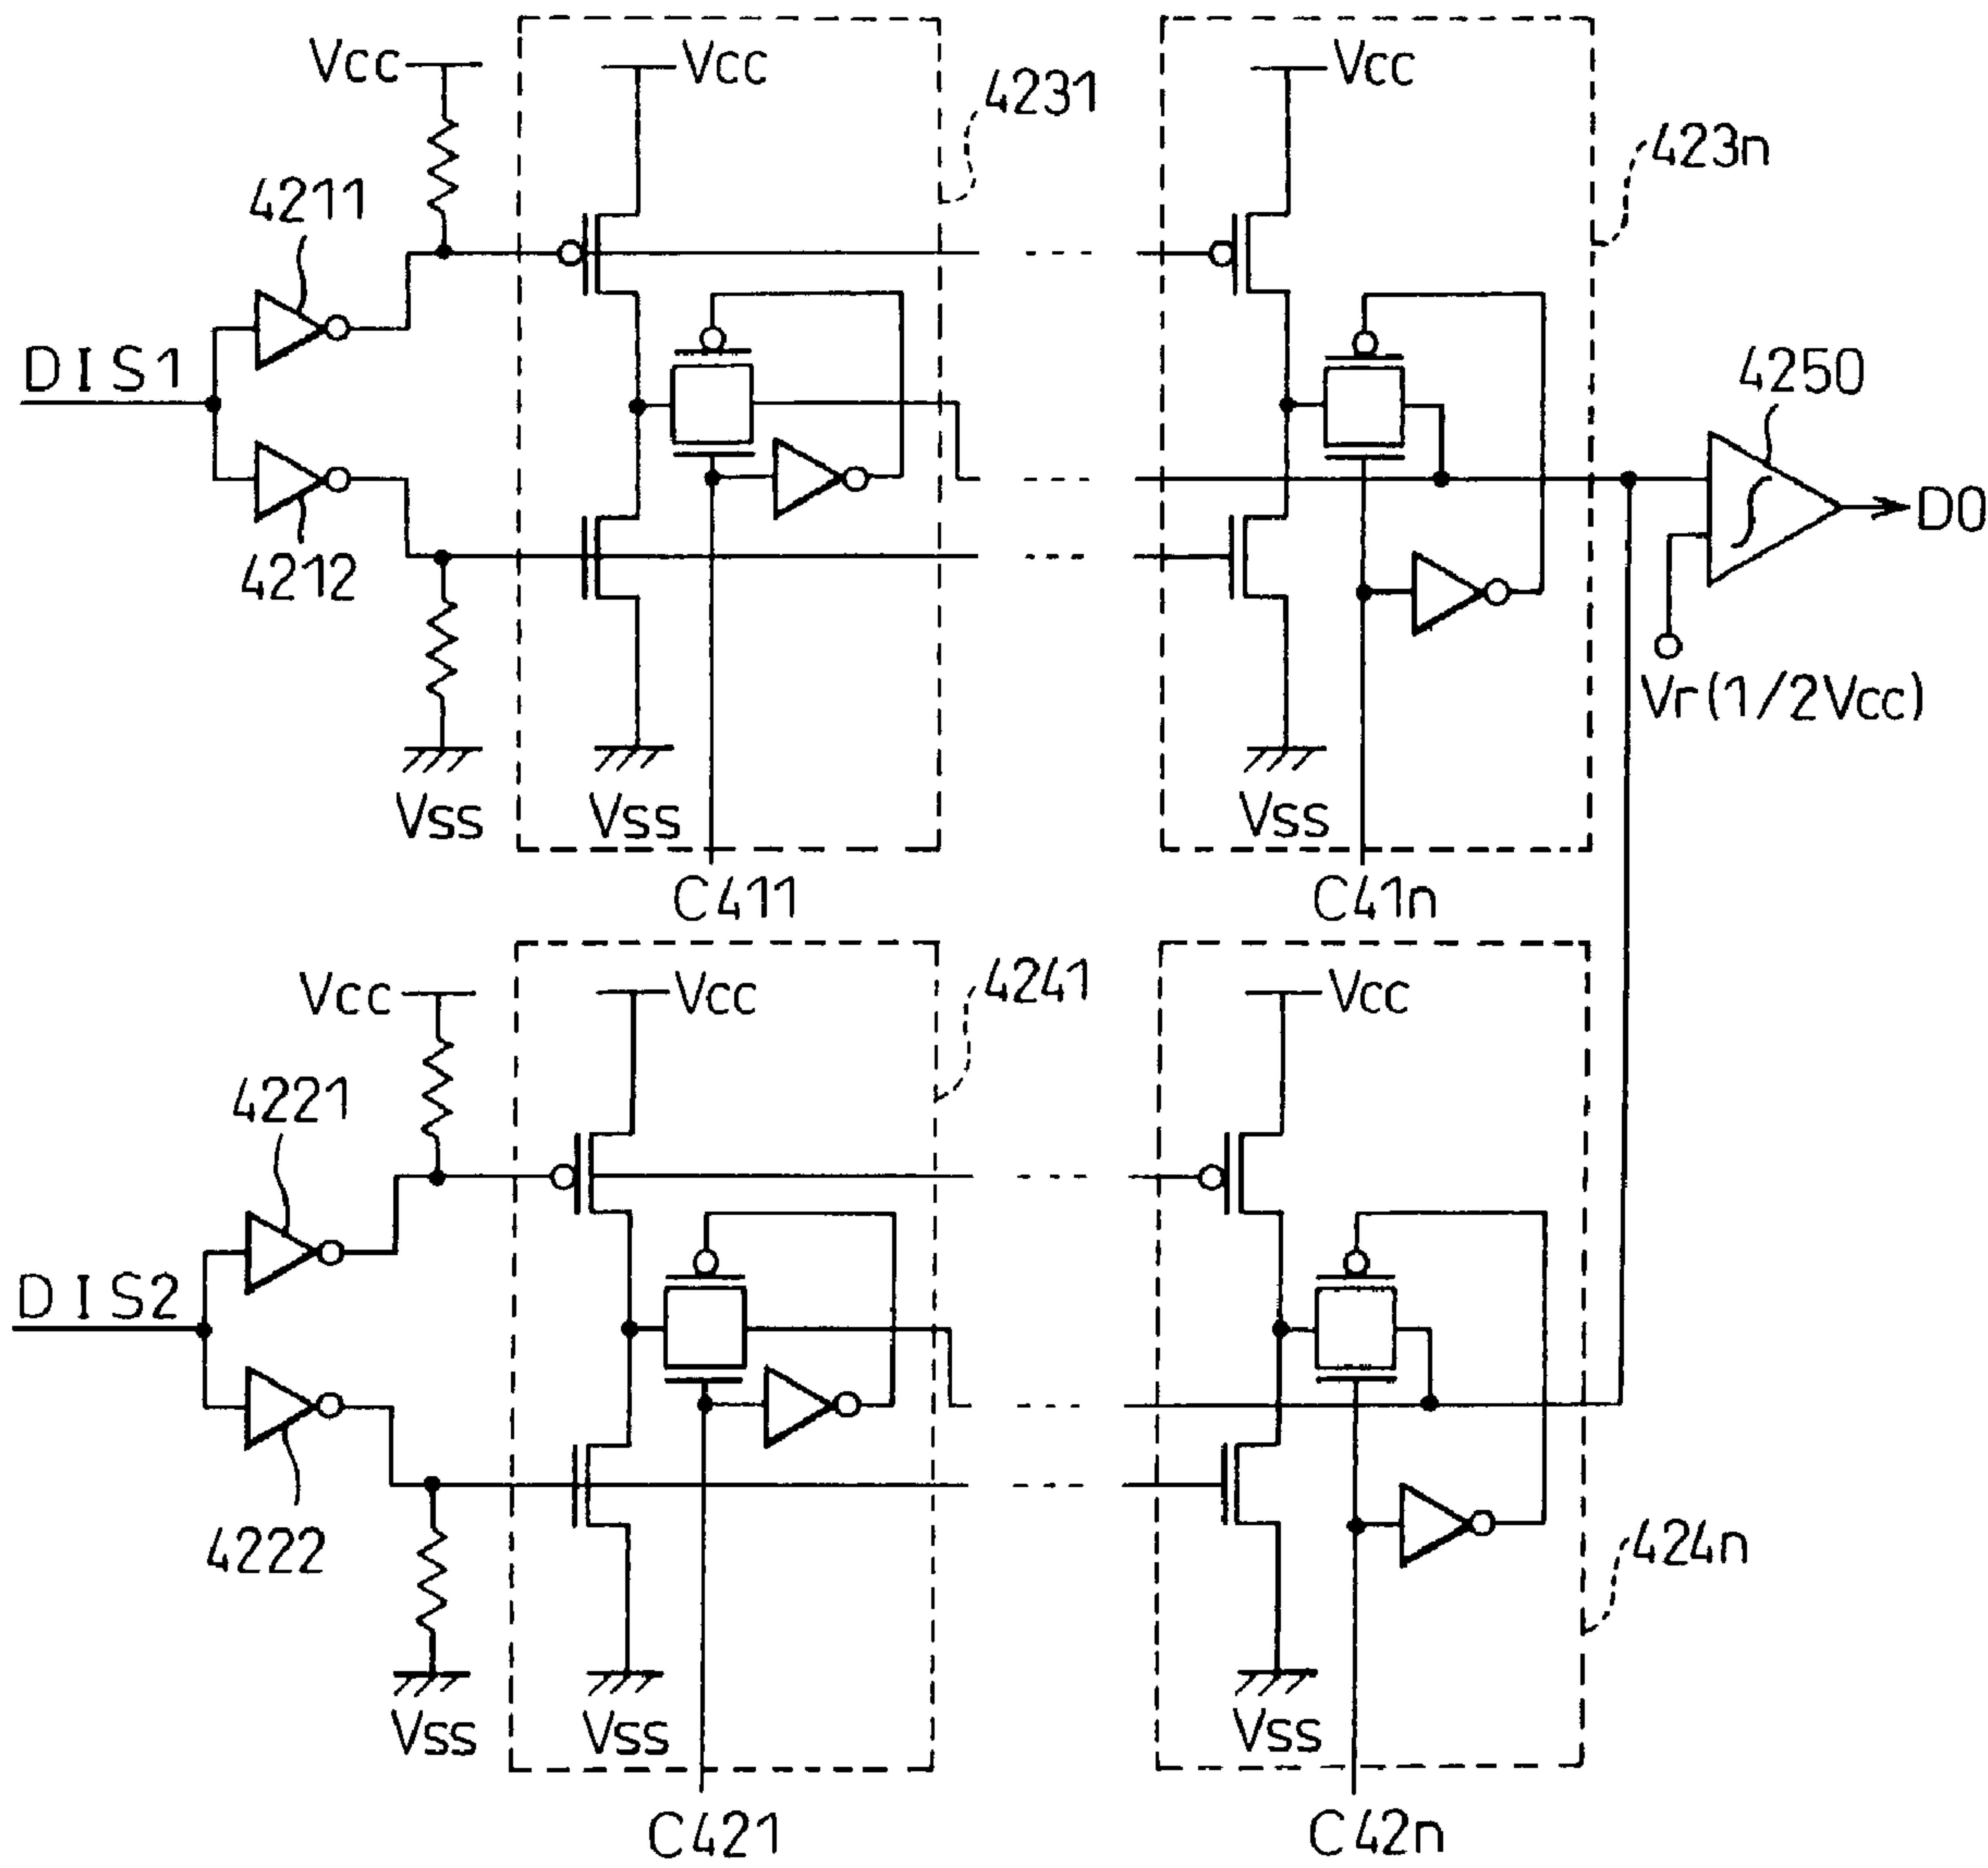 Vcc
Vcc
Vcc
4231
423n
4211
DIS1
4250
DO
4212
Vr(1/2Vcc)
Vss
Vss
Vss
C411
C41n
Vcc
Vcc
Vcc
4241
4221
DIS2
4222
424n
Vss
Vss
Vss
C421
C42n